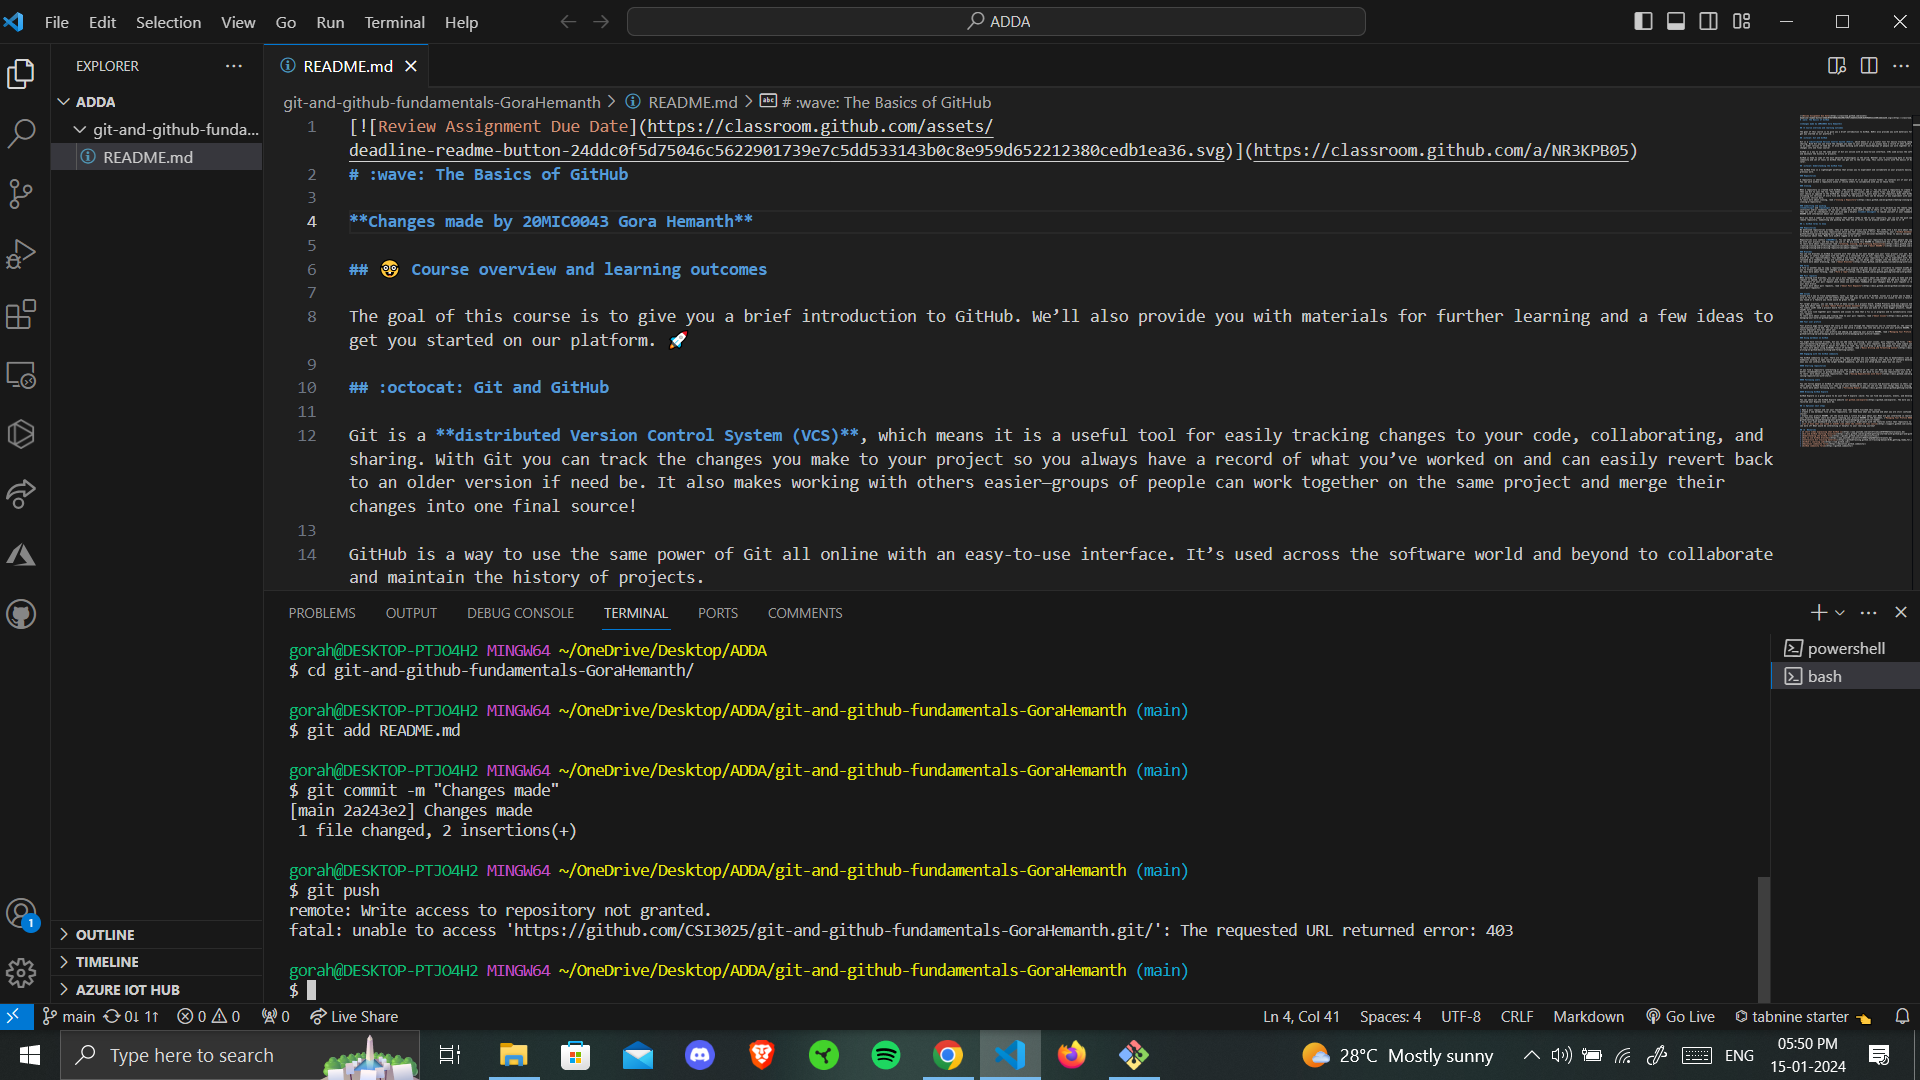 File Edit Selection View Go Run Terminal Help
ADDA
EXPLORER
ADDA
git-and-github-funda...
README.md
README.md
git-and-github-fundamentals-GoraHemanth > README.md > # :wave: The Basics of GitHub
1 [![Review Assignment Due Date](https://classroom.github.com/assets/
deadline-readme-button-24ddc0f5d75046c5622901739e7c5dd533143b0c8e959d652212380cedb1ea36.svg)](https://classroom.github.com/a/NR3KPB05)
2 # :wave: The Basics of GitHub
3
4 **Changes made by 20MIC0043 Gora Hemanth**
5
6 ## 🤓 Course overview and learning outcomes
7
8 The goal of this course is to give you a brief introduction to GitHub. We’ll also provide you with materials for further learning and a few ideas to
get you started on our platform. 🚀
9
10 ## :octocat: Git and GitHub
11
12 Git is a **distributed Version Control System (VCS)**, which means it is a useful tool for easily tracking changes to your code, collaborating, and
sharing. With Git you can track the changes you make to your project so you always have a record of what you’ve worked on and can easily revert back
to an older version if need be. It also makes working with others easier—groups of people can work together on the same project and merge their
changes into one final source!
13
14 GitHub is a way to use the same power of Git all online with an easy-to-use interface. It’s used across the software world and beyond to collaborate
and maintain the history of projects.
PROBLEMS OUTPUT DEBUG CONSOLE TERMINAL PORTS COMMENTS
gorah@DESKTOP-PTJO4H2 MINGW64 ~/OneDrive/Desktop/ADDA
$ cd git-and-github-fundamentals-GoraHemanth/
gorah@DESKTOP-PTJO4H2 MINGW64 ~/OneDrive/Desktop/ADDA/git-and-github-fundamentals-GoraHemanth (main)
$ git add README.md
gorah@DESKTOP-PTJO4H2 MINGW64 ~/OneDrive/Desktop/ADDA/git-and-github-fundamentals-GoraHemanth (main)
$ git commit -m "Changes made"
[main 2a243e2] Changes made
1 file changed, 2 insertions(+)
gorah@DESKTOP-PTJO4H2 MINGW64 ~/OneDrive/Desktop/ADDA/git-and-github-fundamentals-GoraHemanth (main)
$ git push
remote: Write access to repository not granted.
fatal: unable to access 'https://github.com/CSI3025/git-and-github-fundamentals-GoraHemanth.git/': The requested URL returned error: 403
gorah@DESKTOP-PTJO4H2 MINGW64 ~/OneDrive/Desktop/ADDA/git-and-github-fundamentals-GoraHemanth (main)
$
powershell
bash
1
OUTLINE
TIMELINE
AZURE IOT HUB
main 0↓ 1↑ 0 0 0 Live Share Ln 4, Col 41 Spaces: 4 UTF-8 CRLF Markdown Go Live tabnine starter
Type here to search
28°C Mostly sunny
ENG
05:50 PM
15-01-2024